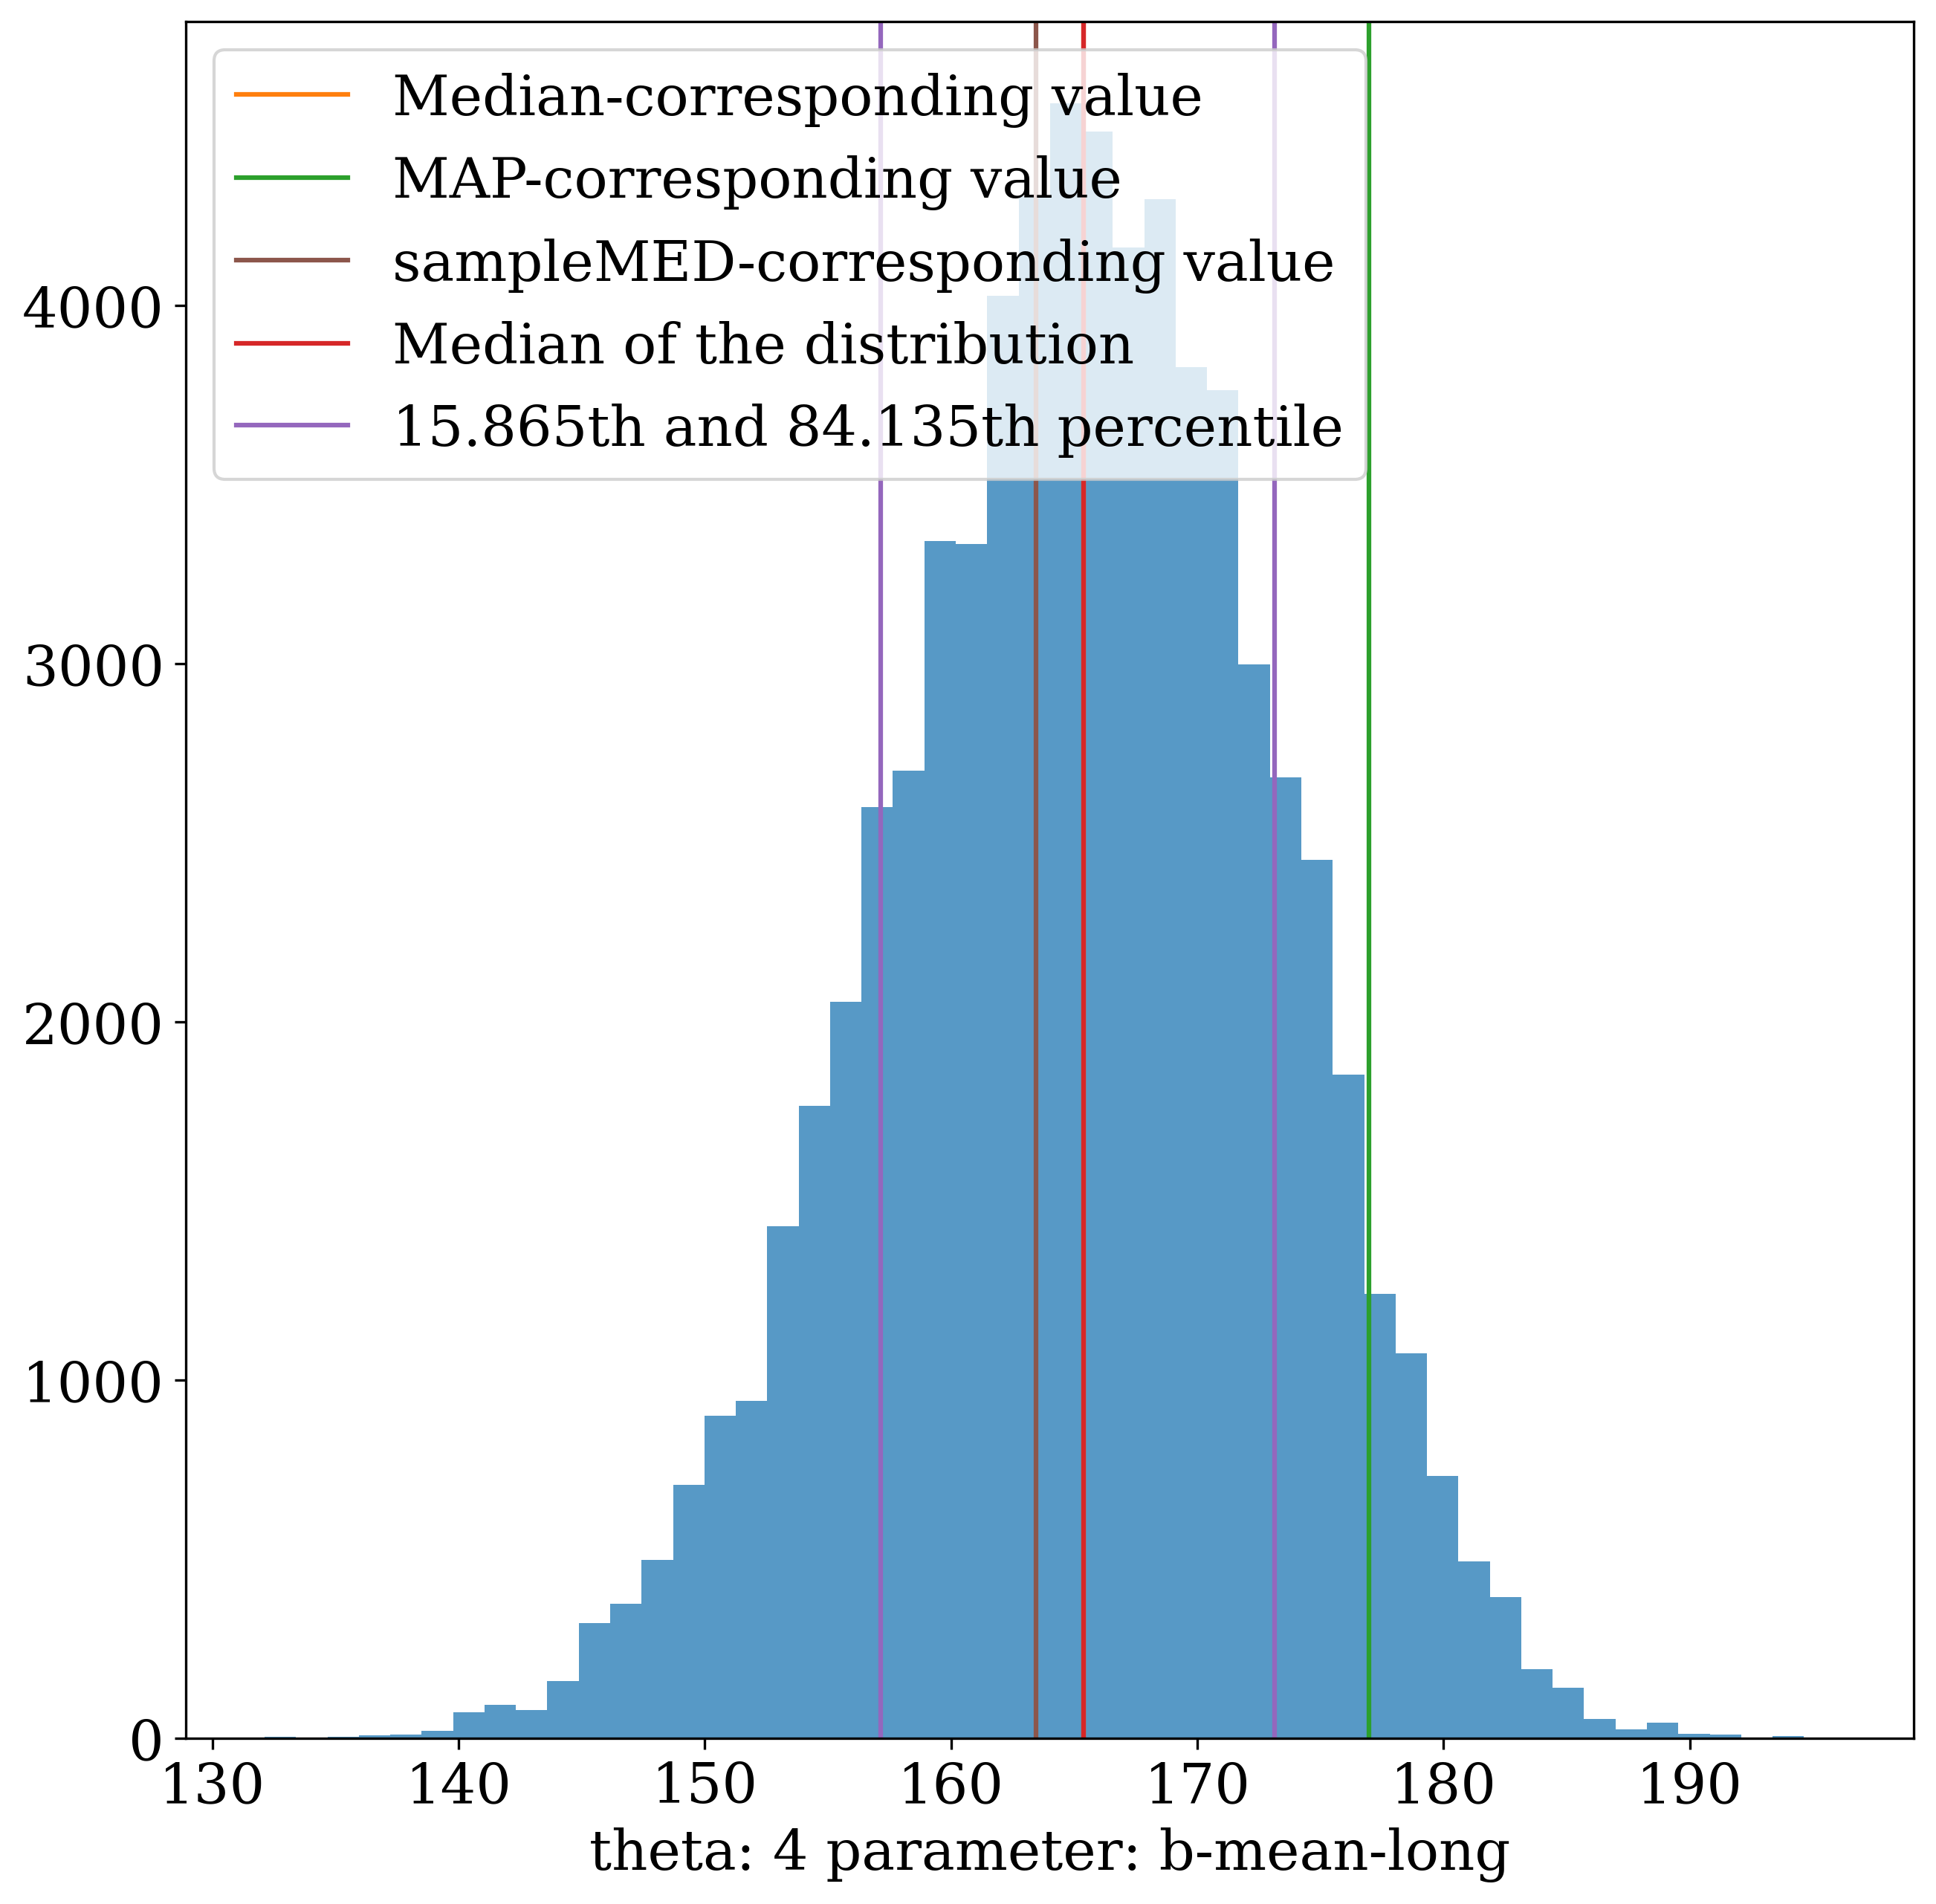 Median-corresponding value
MAP-corresponding value
sampleMED-corresponding value
Median of the distribution
15.865th and 84.135th percentile
4000
3000
2000
1000
0
130 140 150 160 170 180 190
theta: 4 parameter: b-mean-long